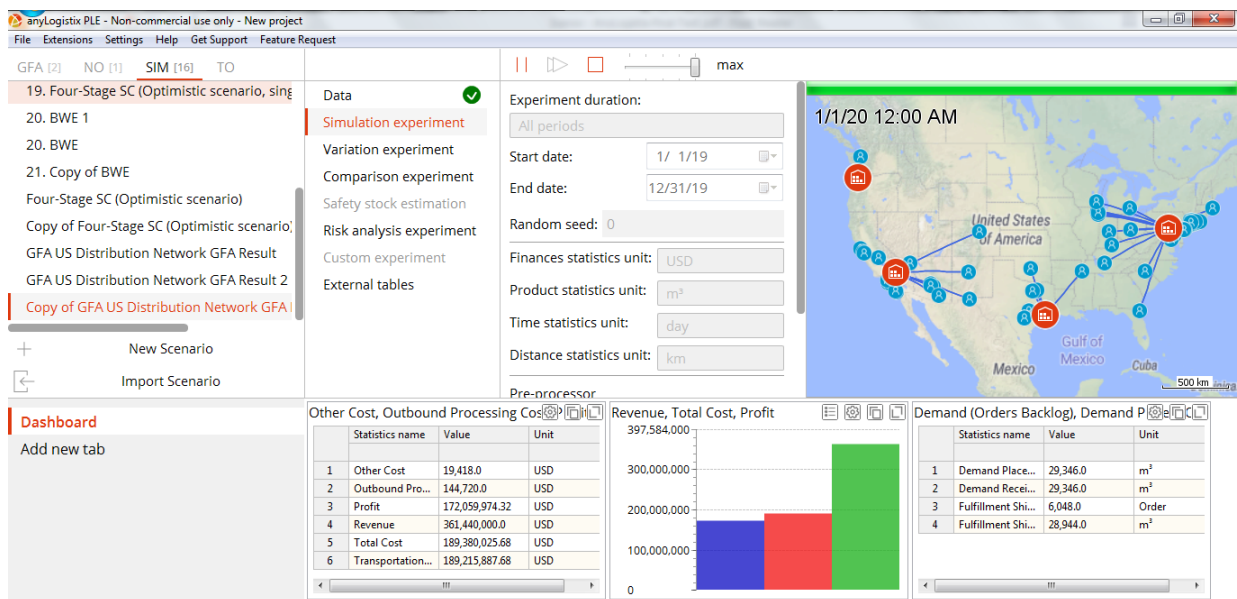 anyLogistix PLE - Non-commercial use only - New project
File Extensions Settings Help Get Support Feature Request
GFA [2] NO [1] SIM [16] TO
max
19. Four-Stage SC (Optimistic scenario, sing
20. BWE 1
20. BWE
21. Copy of BWE
Four-Stage SC (Optimistic scenario)
Copy of Four-Stage SC (Optimistic scenario)
GFA US Distribution Network GFA Result
GFA US Distribution Network GFA Result 2
Copy of GFA US Distribution Network GFA
New Scenario
Import Scenario
Data
Simulation experiment
Variation experiment
Comparison experiment
Safety stock estimation
Risk analysis experiment
Custom experiment
External tables
Experiment duration:
All periods
Start date: 1/ 1/19
End date: 12/31/19
Random seed: 0
Finances statistics unit: USD
Product statistics unit: m³
Time statistics unit: day
Distance statistics unit: km
Pre-processor
1/1/20 12:00 AM
United States
of America
Gulf of
Mexico
Mexico
Cuba
500 km
Dashboard
Add new tab
Other Cost, Outbound Processing Cos
Statistics name Value Unit
1 Other Cost 19,418.0 USD
2 Outbound Pro... 144,720.0 USD
3 Profit 172,059,974.32 USD
4 Revenue 361,440,000.0 USD
5 Total Cost 189,380,025.68 USD
6 Transportation... 189,215,887.68 USD
Revenue, Total Cost, Profit
397,584,000
300,000,000
200,000,000
100,000,000
0
Demand (Orders Backlog), Demand P
Statistics name Value Unit
1 Demand Place... 29,346.0 m³
2 Demand Recei... 29,346.0 m³
3 Fulfillment Shi... 6,048.0 Order
4 Fulfillment Shi... 28,944.0 m³